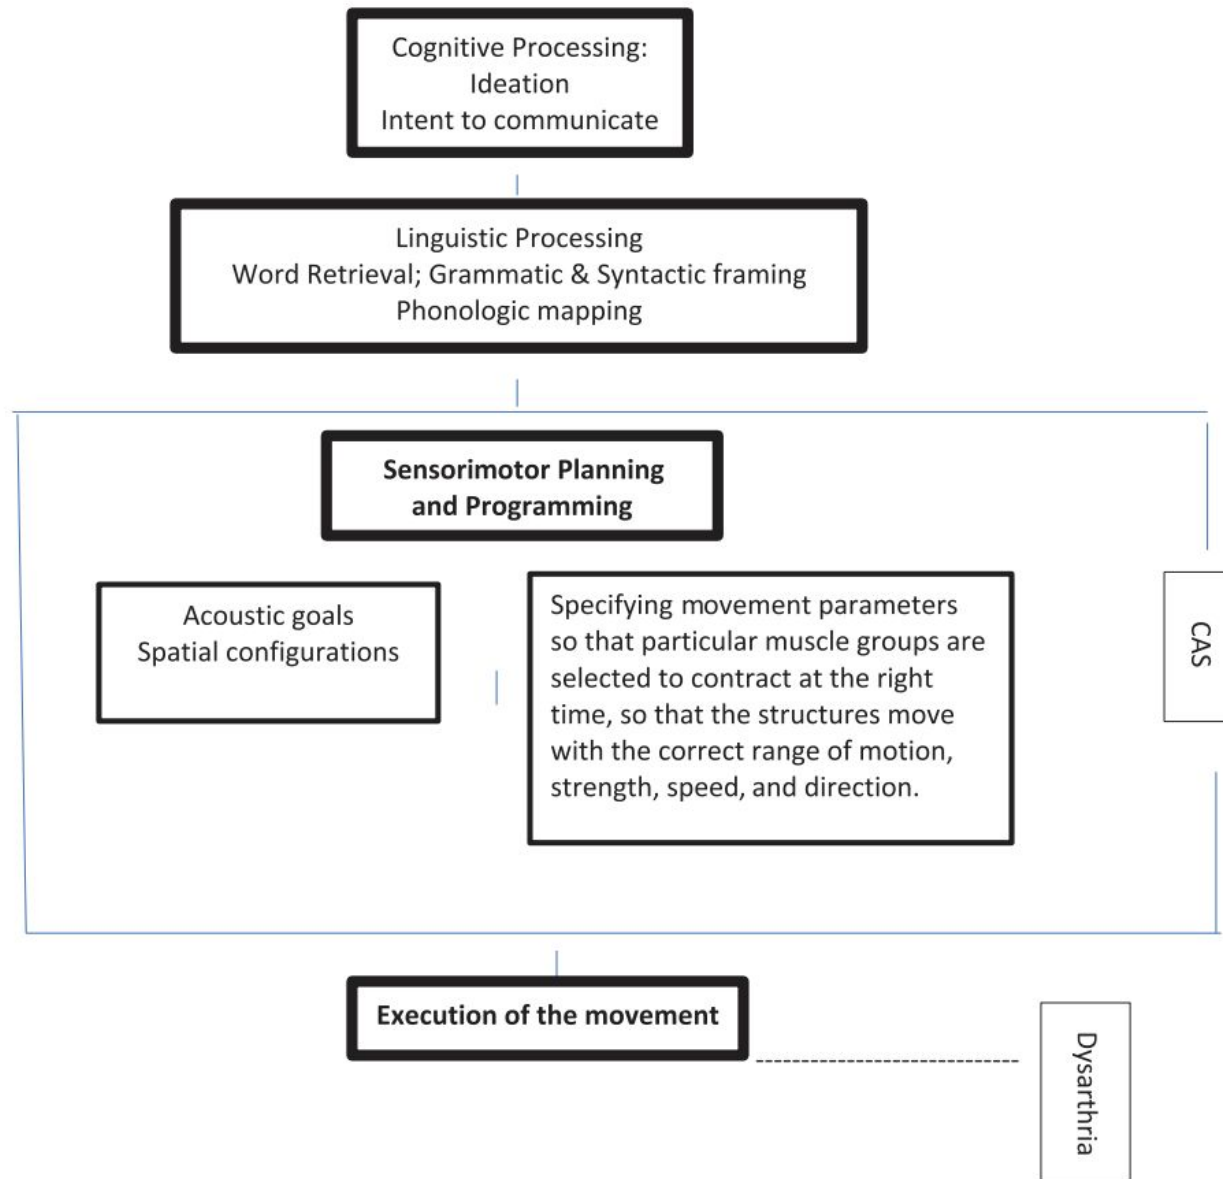 Cognitive Processing:
Ideation
Intent to communicate
Linguistic Processing
Word Retrieval; Grammatic & Syntactic framing
Phonologic mapping
Sensorimotor Planning
and Programming
Acoustic goals
Spatial configurations
Specifying movement parameters
so that particular muscle groups are
selected to contract at the right
time, so that the structures move
with the correct range of motion,
strength, speed, and direction.
CAS
Execution of the movement
Dysarthria